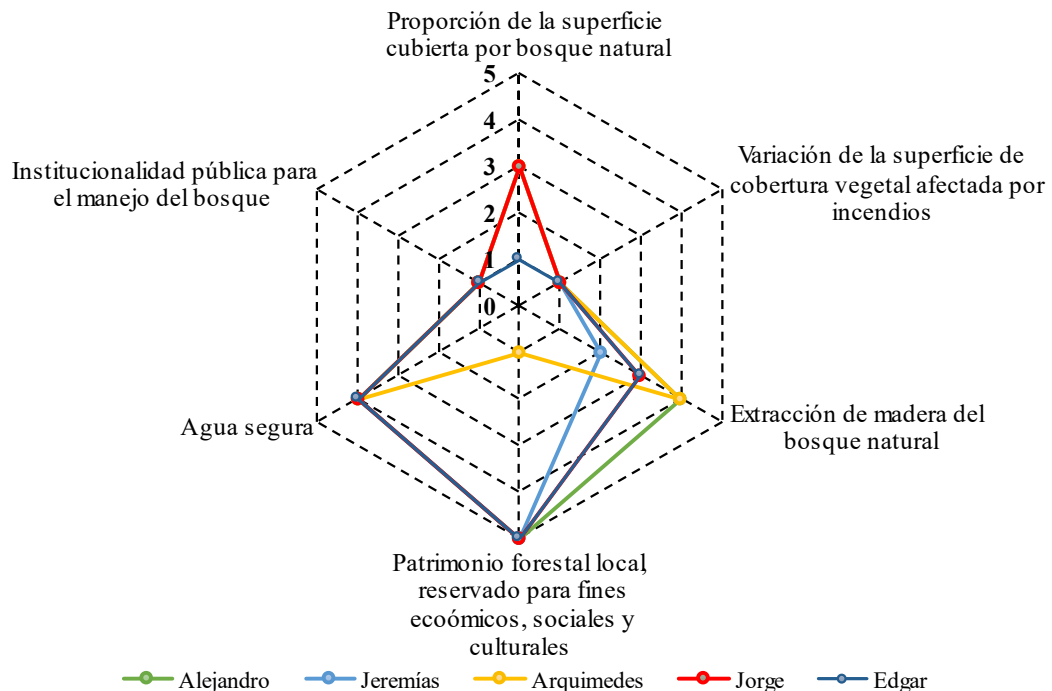 Proporción de la superficie
cubierta por bosque natural
5
4
3
2
1
0
Variación de la superficie de
cobertura vegetal afectada por
incendios
Extracción de madera del
bosque natural
Patrimonio forestal local,
reservado para fines
ecoómicos, sociales y
culturales
Agua segura
Institucionalidad pública para
el manejo del bosque
Alejandro
Jeremías
Arquimedes
Jorge
Edgar